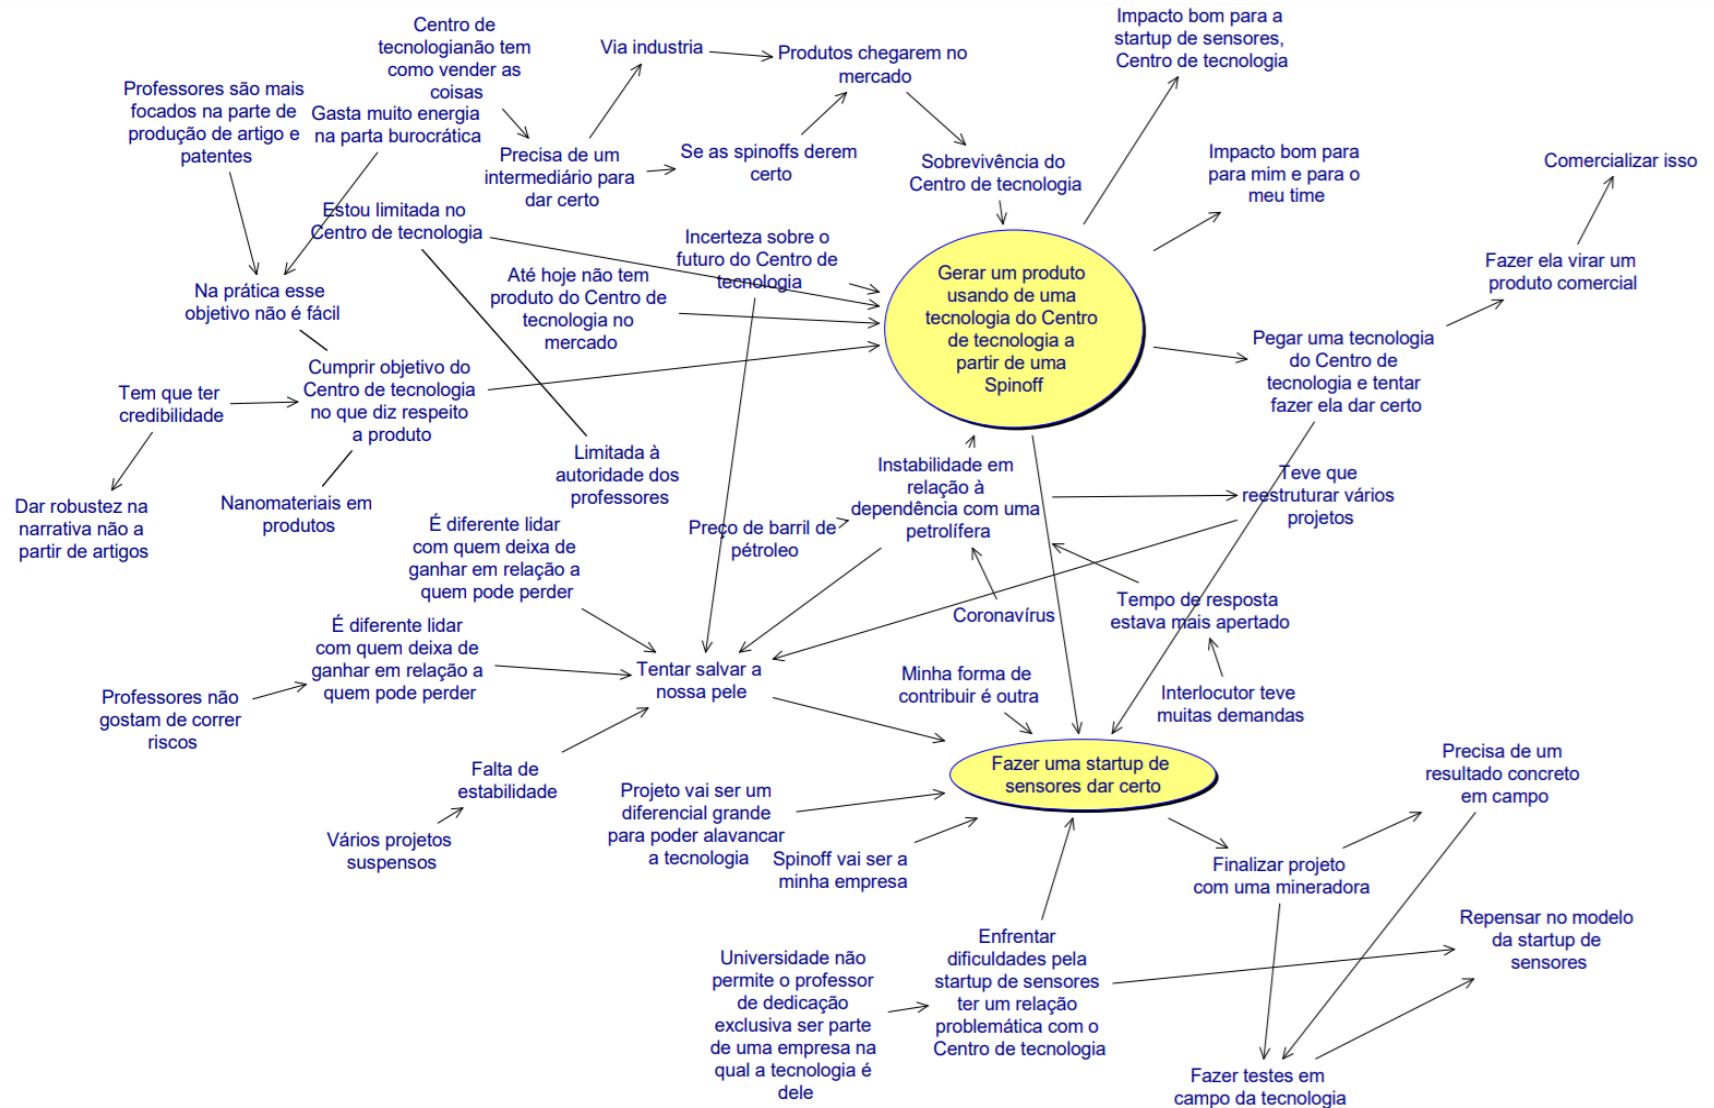 Centro de
tecnologianão tem
como vender as
coisas
Via industria
Produtos chegarem no
mercado
Impacto bom para a
startup de sensores,
Centro de tecnologia
Professores são mais
focados na parte de
produção de artigo e
patentes
Gasta muito energia
na parta burocrática
Precisa de um
intermediário para
dar certo
Se as spinoffs derem
certo
Sobrevivência do
Centro de tecnologia
Impacto bom para
para mim e para o
meu time
Comercializar isso
Estou limitada no
Centro de tecnologia
Incerteza sobre o
futuro do Centro de
tecnologia
Até hoje não tem
produto do Centro de
tecnologia no
mercado
Gerar um produto
usando de uma
tecnologia do Centro
de tecnologia a
partir de uma
Spinoff
Fazer ela virar um
produto comercial
Na prática esse
objetivo não é fácil
Pegar uma tecnologia
do Centro de
tecnologia e tentar
fazer ela dar certo
Tem que ter
credibilidade
Cumprir objetivo do
Centro de tecnologia
no que diz respeito
a produto
Limitada à
autoridade dos
professores
Instabilidade em
relação à
dependência com uma
petrolífera
Teve que
reestruturar vários
projetos
Dar robustez na
narrativa não a
partir de artigos
Nanomateriais em
produtos
É diferente lidar
com quem deixa de
ganhar em relação a
quem pode perder
Preço de barril de
pétroleo
Coronavírus
Tempo de resposta
estava mais apertado
É diferente lidar
com quem deixa de
ganhar em relação a
quem pode perder
Tentar salvar a
nossa pele
Minha forma de
contribuir é outra
Interlocutor teve
muitas demandas
Professores não
gostam de correr
riscos
Falta de
estabilidade
Fazer uma startup de
sensores dar certo
Precisa de um
resultado concreto
em campo
Vários projetos
suspensos
Projeto vai ser um
diferencial grande
para poder alavancar
a tecnologia
Spinoff vai ser a
minha empresa
Finalizar projeto
com uma mineradora
Universidade não
permite o professor
de dedicação
exclusiva ser parte
de uma empresa na
qual a tecnologia é
dele
Enfrentar
dificuldades pela
startup de sensores
ter um relação
problemática com o
Centro de tecnologia
Repensar no modelo
da startup de
sensores
Fazer testes em
campo da tecnologia